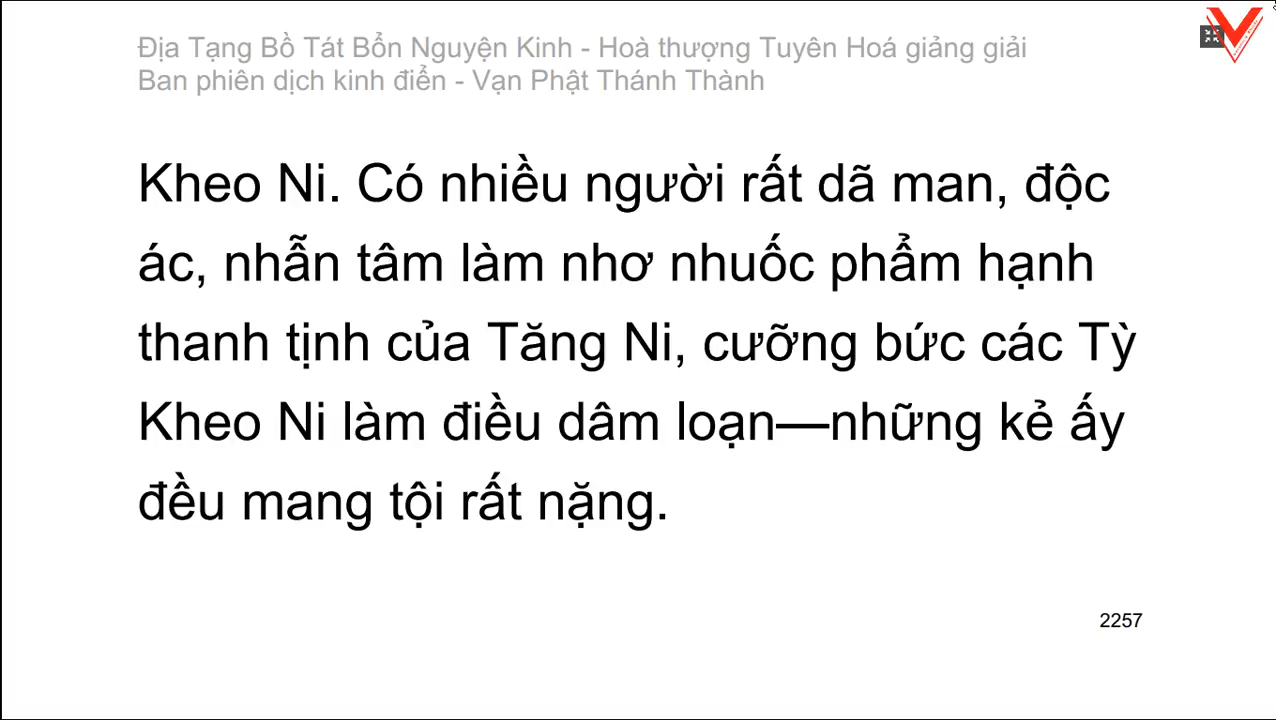 Địa Tạng Bồ Tát Bổn Nguyện Kinh - Hoà thượng Tuyên Hoá giảng giải
Ban phiên dịch kinh điển - Vạn Phật Thánh Thành
Kheo Ni. Có nhiều người rất dã man, độc
ác, nhẫn tâm làm nhơ nhuốc phẩm hạnh
thanh tịnh của Tăng Ni, cưỡng bức các Tỳ
Kheo Ni làm điều dâm loạn—những kẻ ấy
đều mang tội rất nặng.
2257